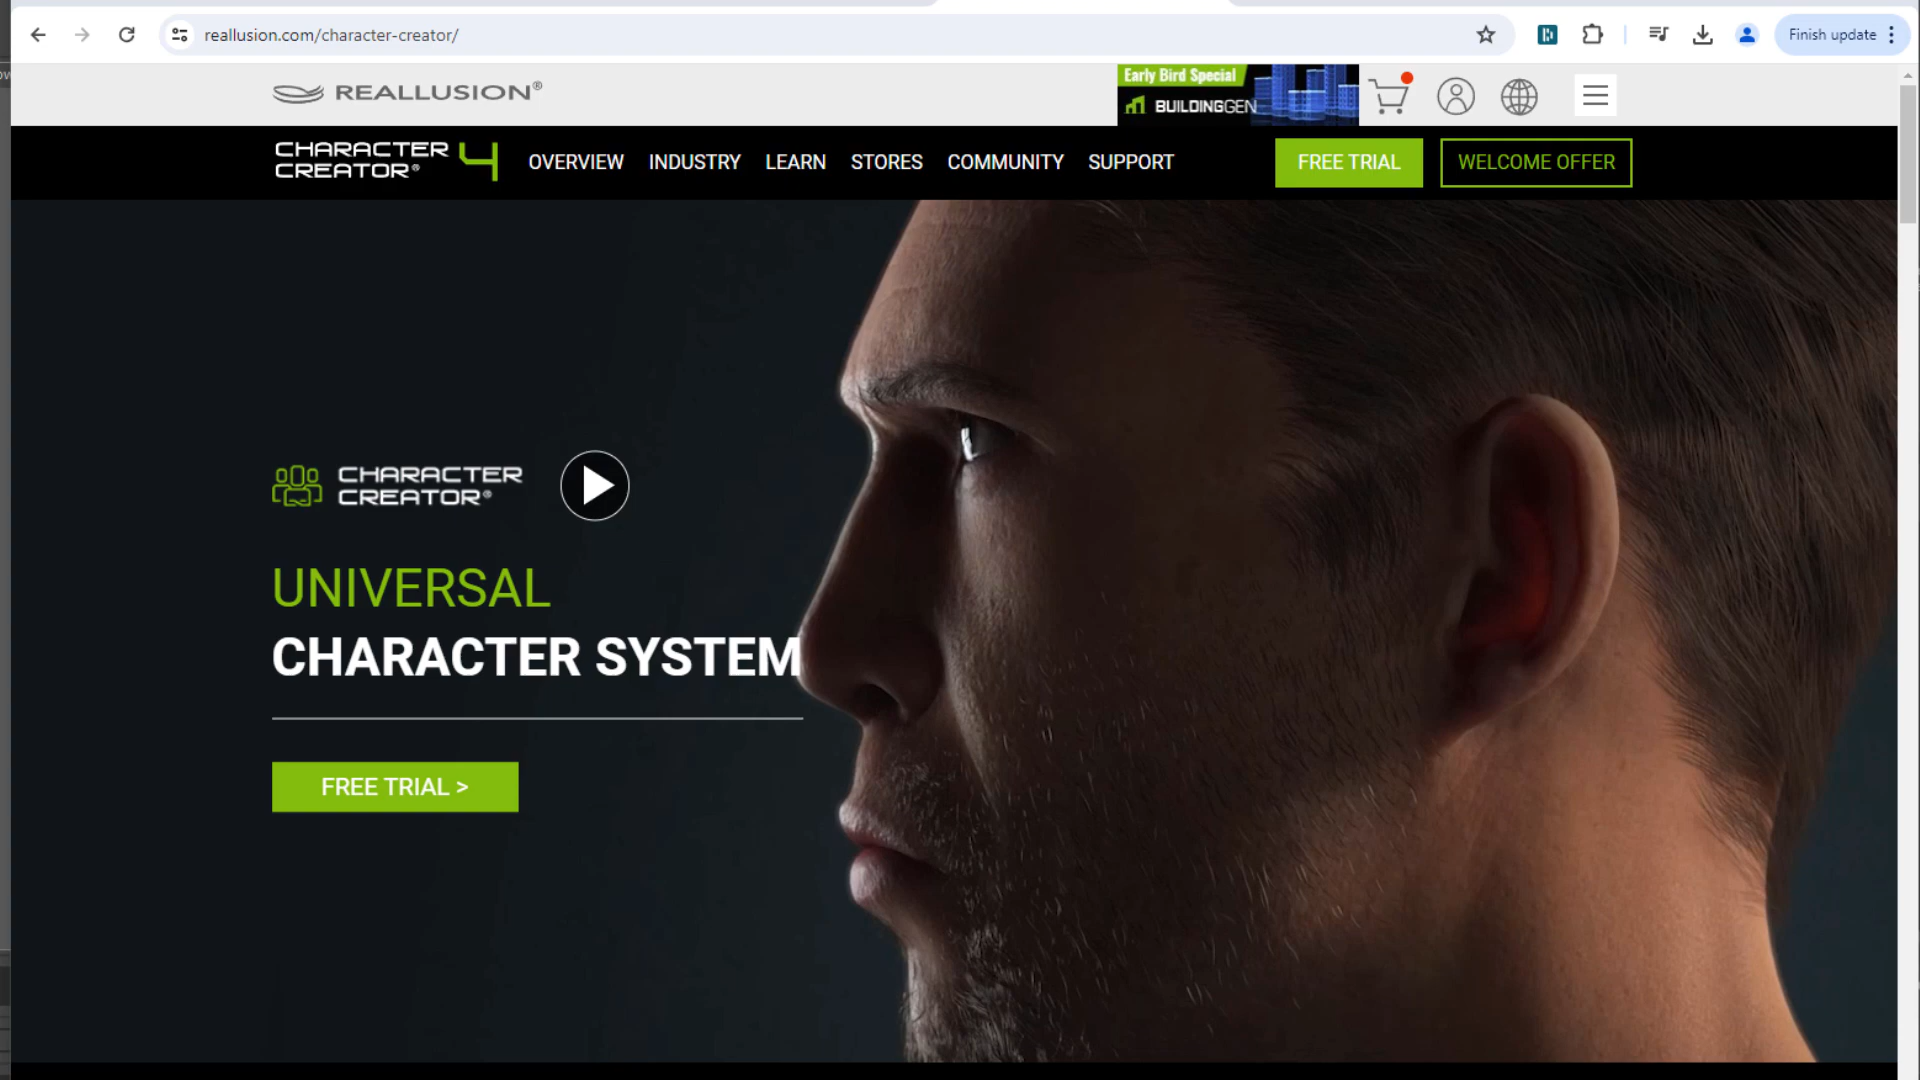 reallusion.com/character-creator/
Finish update
REALLUSION®
Early Bird Special
BUILDINGGEN
CHARACTER
CREATOR® 4
OVERVIEW
INDUSTRY
LEARN
STORES
COMMUNITY
SUPPORT
FREE TRIAL
WELCOME OFFER
CHARACTER
CREATOR®
UNIVERSAL
CHARACTER SYSTEM
FREE TRIAL >